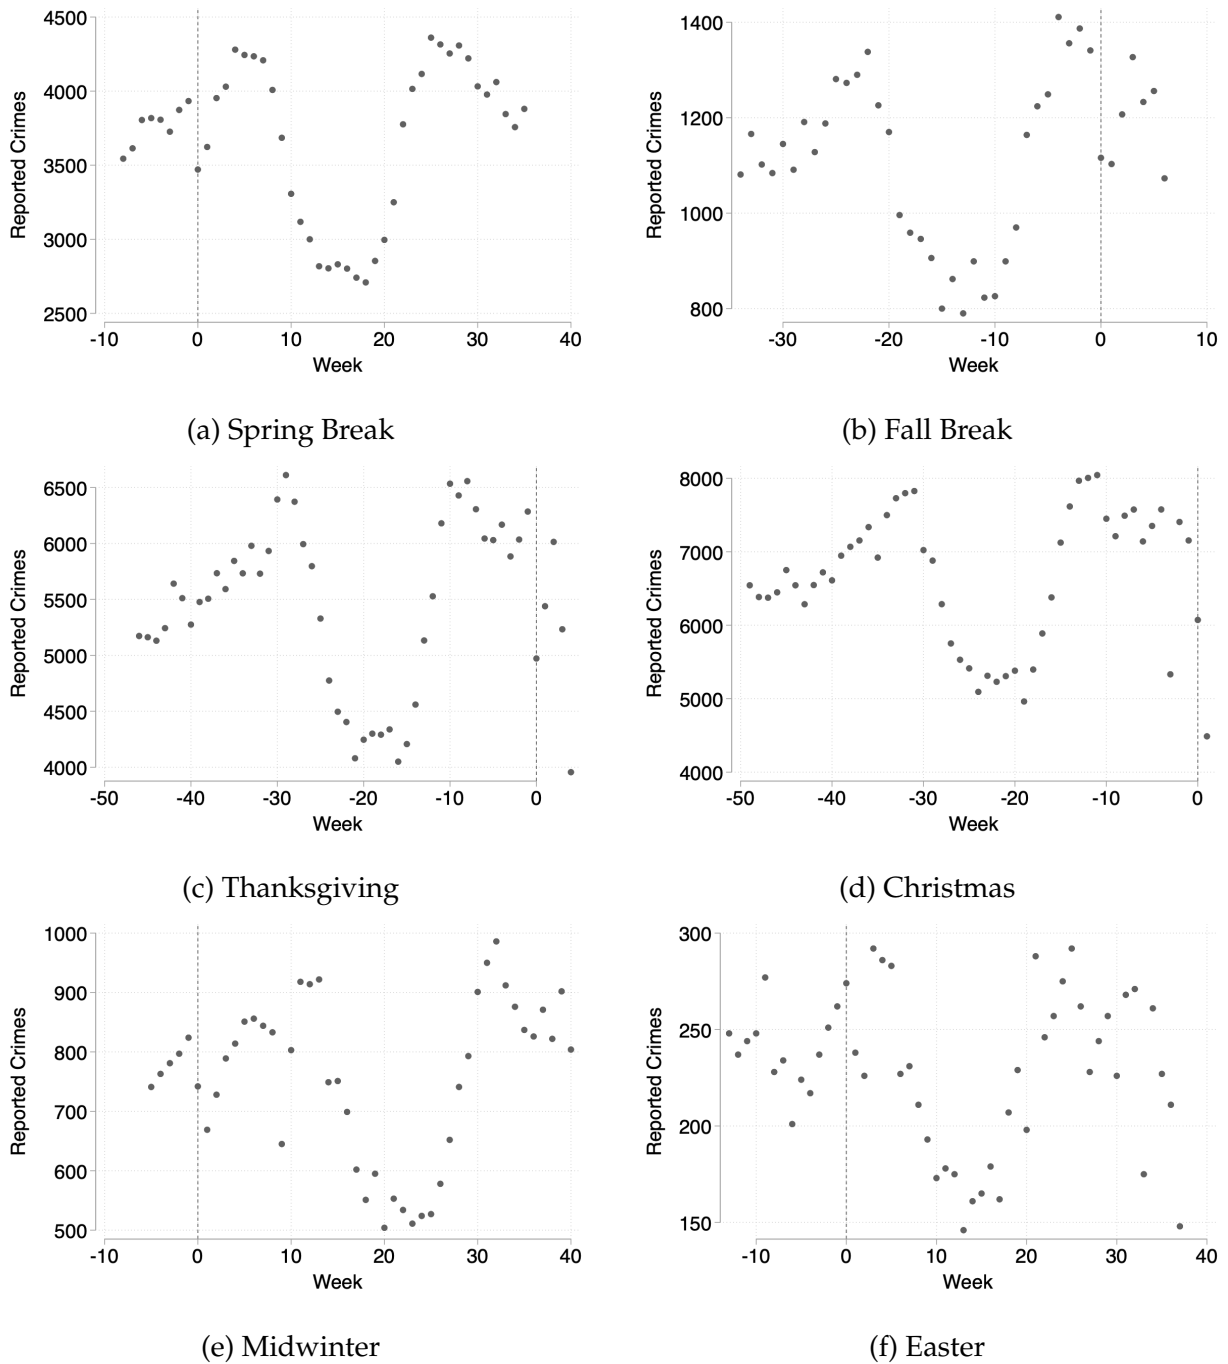 4500
4000
3500
3000
2500
Reported Crimes
-10 0 10 20 30 40
Week
(a) Spring Break
1400
1200
1000
800
Reported Crimes
-30 -20 -10 0 10
Week
(b) Fall Break
6500
6000
5500
5000
4500
4000
Reported Crimes
-50 -40 -30 -20 -10 0
Week
(c) Thanksgiving
8000
7000
6000
5000
4000
Reported Crimes
-50 -40 -30 -20 -10 0
Week
(d) Christmas
1000
900
800
700
600
500
Reported Crimes
-10 0 10 20 30 40
Week
(e) Midwinter
300
250
200
150
Reported Crimes
-10 0 10 20 30 40
Week
(f) Easter